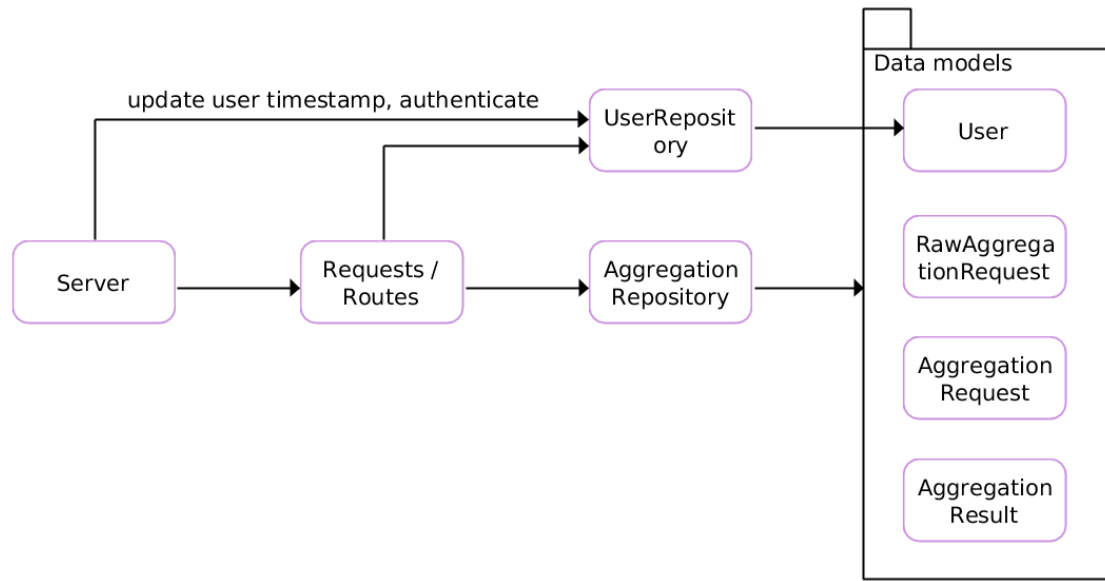 Data models
update user timestamp, authenticate
UserReposit
ory
User
Server
Requests /
Routes
Aggregation
Repository
RawAggrega
tionRequest
Aggregation
Request
Aggregation
Result